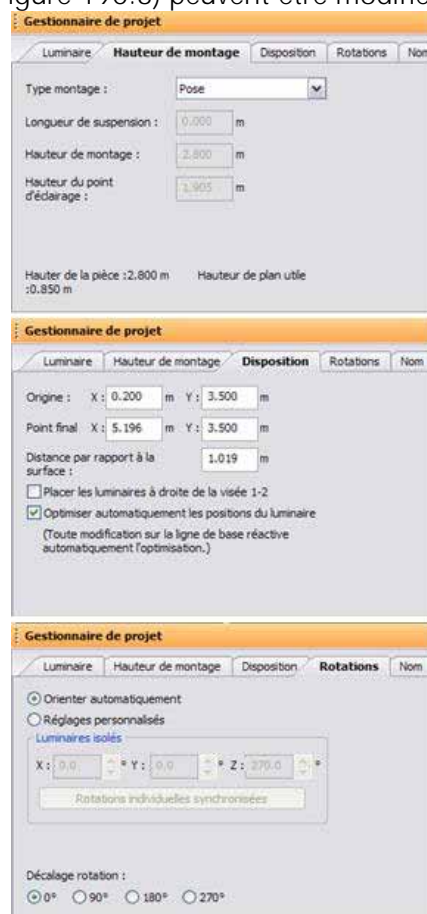 Gestionnaire de projet
Luminaire Hauteur de montage Disposition Rotations Nom
Type montage : Pose
Longueur de suspension : 0.000 m
Hauteur de montage : 2.800 m
Hauteur du point
d'éclairage : 1.905 m
Hauter de la pièce :2.800 m Hauteur de plan utile
:0.850 m
Gestionnaire de projet
Luminaire Hauteur de montage Disposition Rotations Nom
Origine : X : 0.200 m Y : 3.500 m
Point final X : 5.196 m Y : 3.500 m
Distance par rapport à la
surface : 1.019 m
Placer les luminaires à droite de la visée 1-2
Optimiser automatiquement les positions du luminaire
(Toute modification sur la ligne de base réactive
automatiquement l'optimisation.)
Gestionnaire de projet
Luminaire Hauteur de montage Disposition Rotations Nom
Orienter automatiquement
Réglages personnalisés
Luminaires isolés
X : 0.0 ° Y : 0.0 ° Z : 270.0 °
Rotations individuelles synchronisées
Décalage rotation :
0° 90° 180° 270°